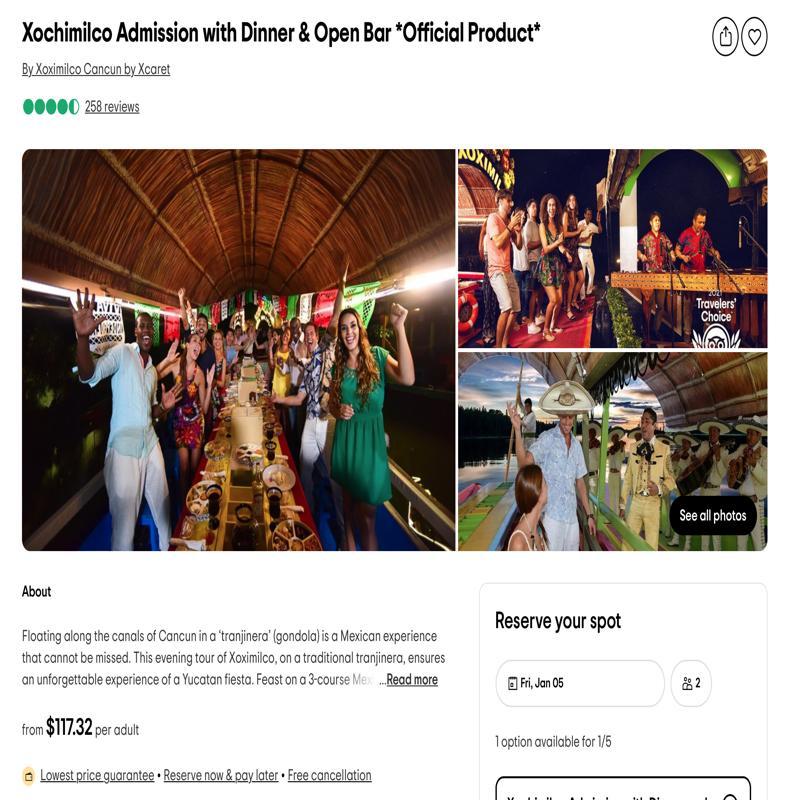 Xochimilco Admission with Dinner & Open Bar *Official Product*
By Xoximilco Cancun by Xcaret
258 reviews
XOXIMIL
2021
Travelers'
Choice
See all photos
About
Floating along the canals of Cancun in a ‘tranjinera’ (gondola) is a Mexican experience
that cannot be missed. This evening tour of Xoximilco, on a traditional tranjinera, ensures
an unforgettable experience of a Yucatan fiesta. Feast on a 3-course Mex ...Read more
from $117.32 per adult
Lowest price guarantee • Reserve now & pay later • Free cancellation
Reserve your spot
Fri, Jan 05
2
1 option available for 1/5